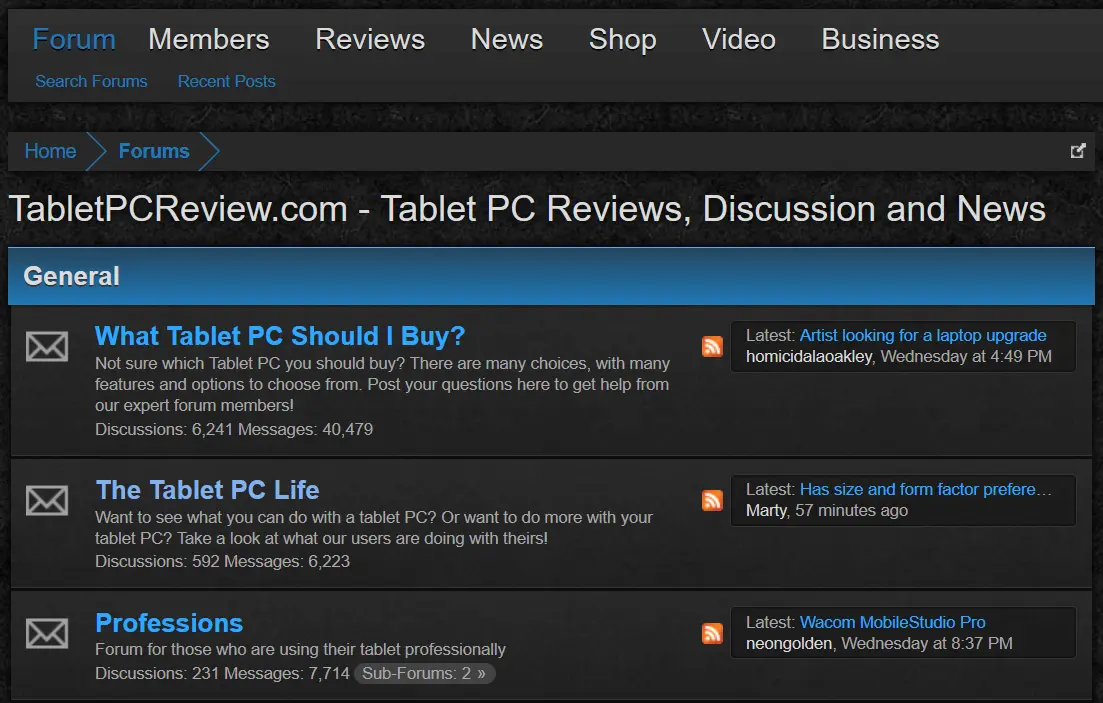 Forum Members Reviews News Shop Video Business
Search Forums Recent Posts
Home Forums
TabletPCReview.com - Tablet PC Reviews, Discussion and News
General
What Tablet PC Should I Buy?
Not sure which Tablet PC you should buy? There are many choices, with many
features and options to choose from. Post your questions here to get help from
our expert forum members!
Discussions: 6,241 Messages: 40,479
Latest: Artist looking for a laptop upgrade
homicidalaoakley, Wednesday at 4:49 PM
The Tablet PC Life
Want to see what you can do with a tablet PC? Or want to do more with your
tablet PC? Take a look at what our users are doing with theirs!
Discussions: 592 Messages: 6,223
Latest: Has size and form factor prefere…
Marty, 57 minutes ago
Professions
Forum for those who are using their tablet professionally
Discussions: 231 Messages: 7,714 Sub-Forums: 2 »
Latest: Wacom MobileStudio Pro
neongolden, Wednesday at 8:37 PM